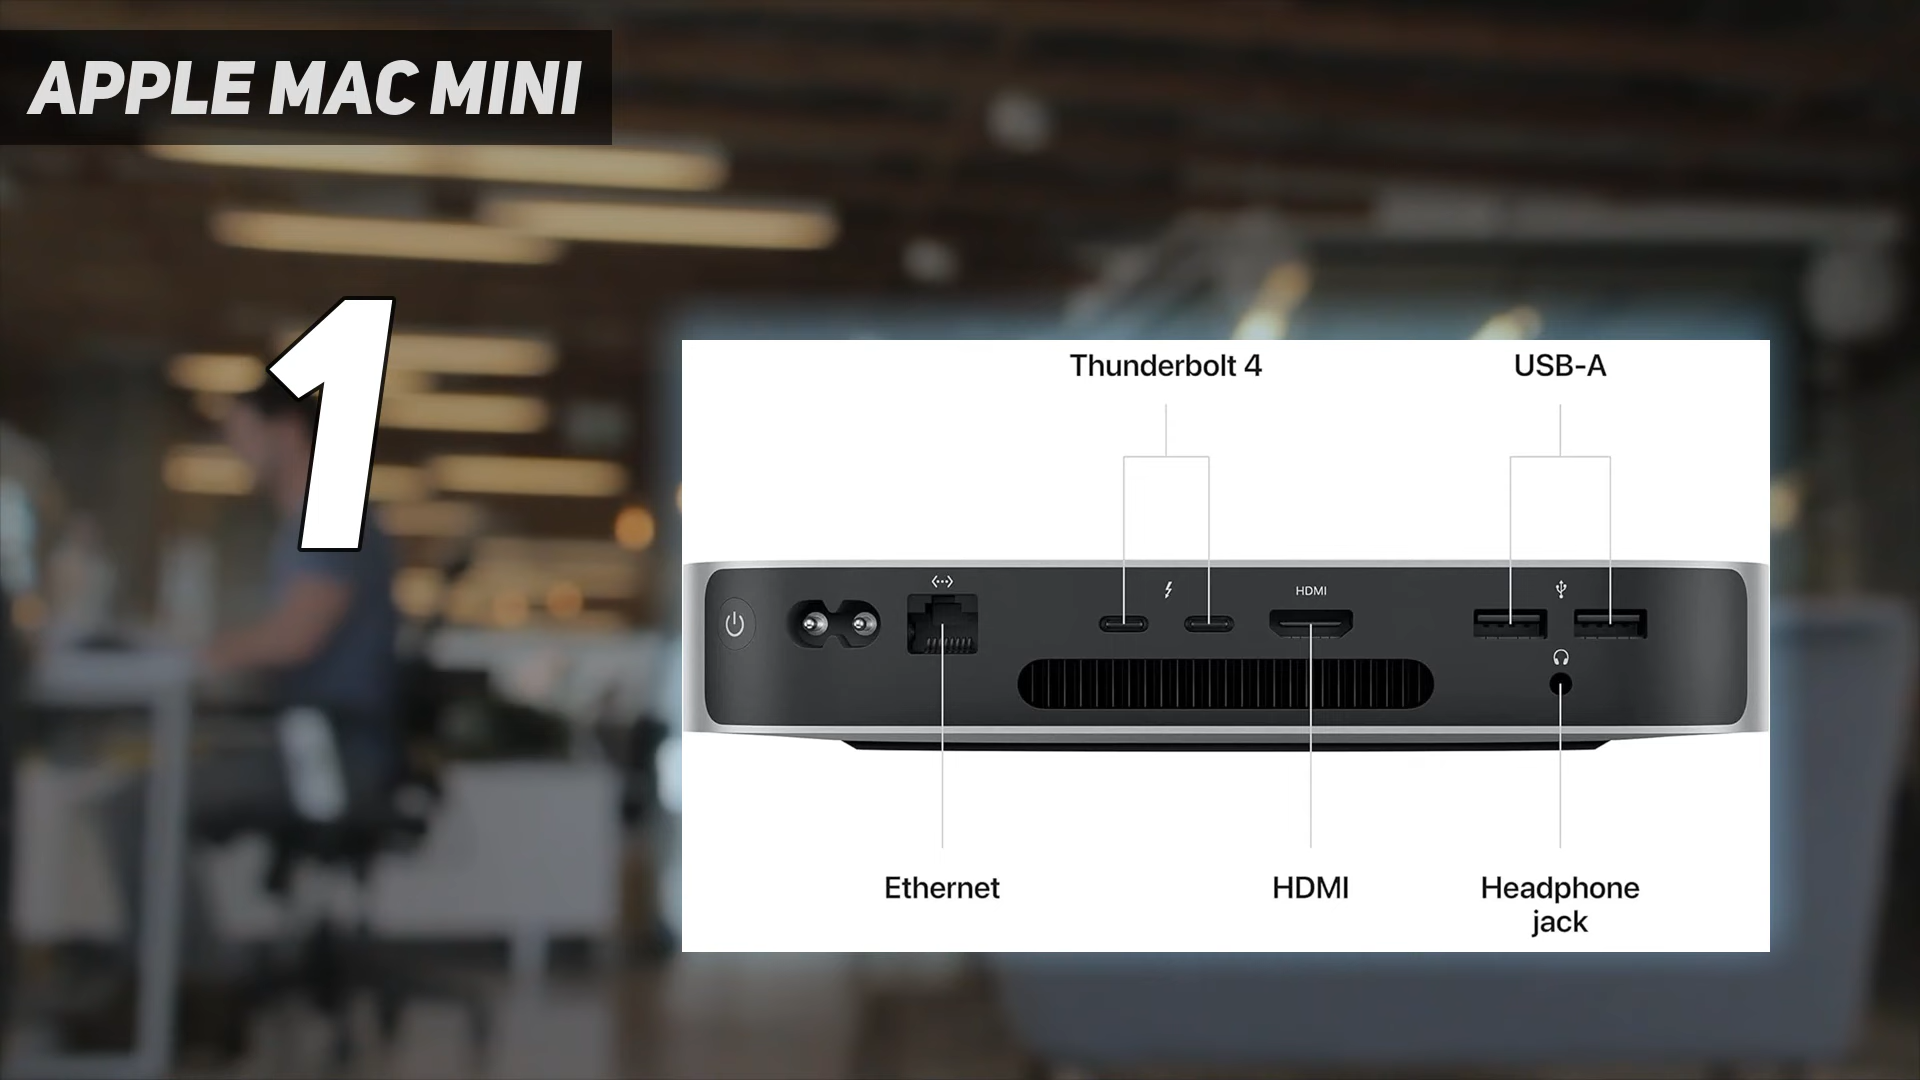 APPLE MAC MINI
1
Thunderbolt 4
USB-A
HDMI
Ethernet
HDMI
Headphone
jack